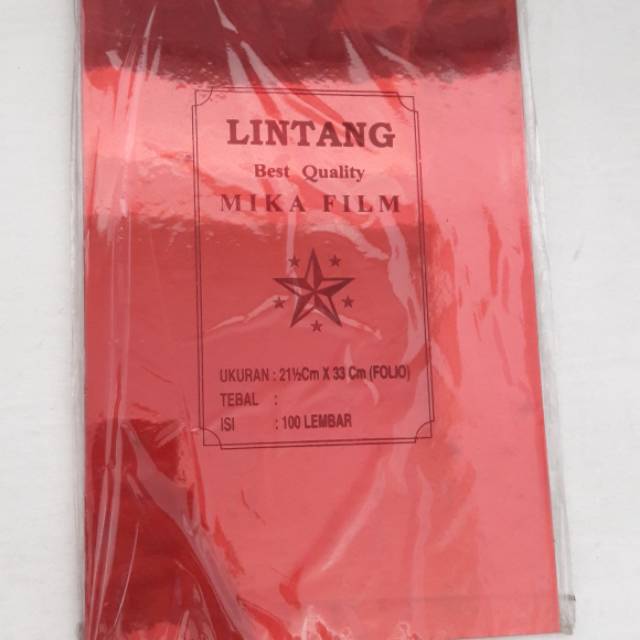 LINTANG
Best Quality
MIKA FILM
UKURAN : 21½Cm X 33 Cm (FOLIO)
TEBAL :
ISI : 100 LEMBAR